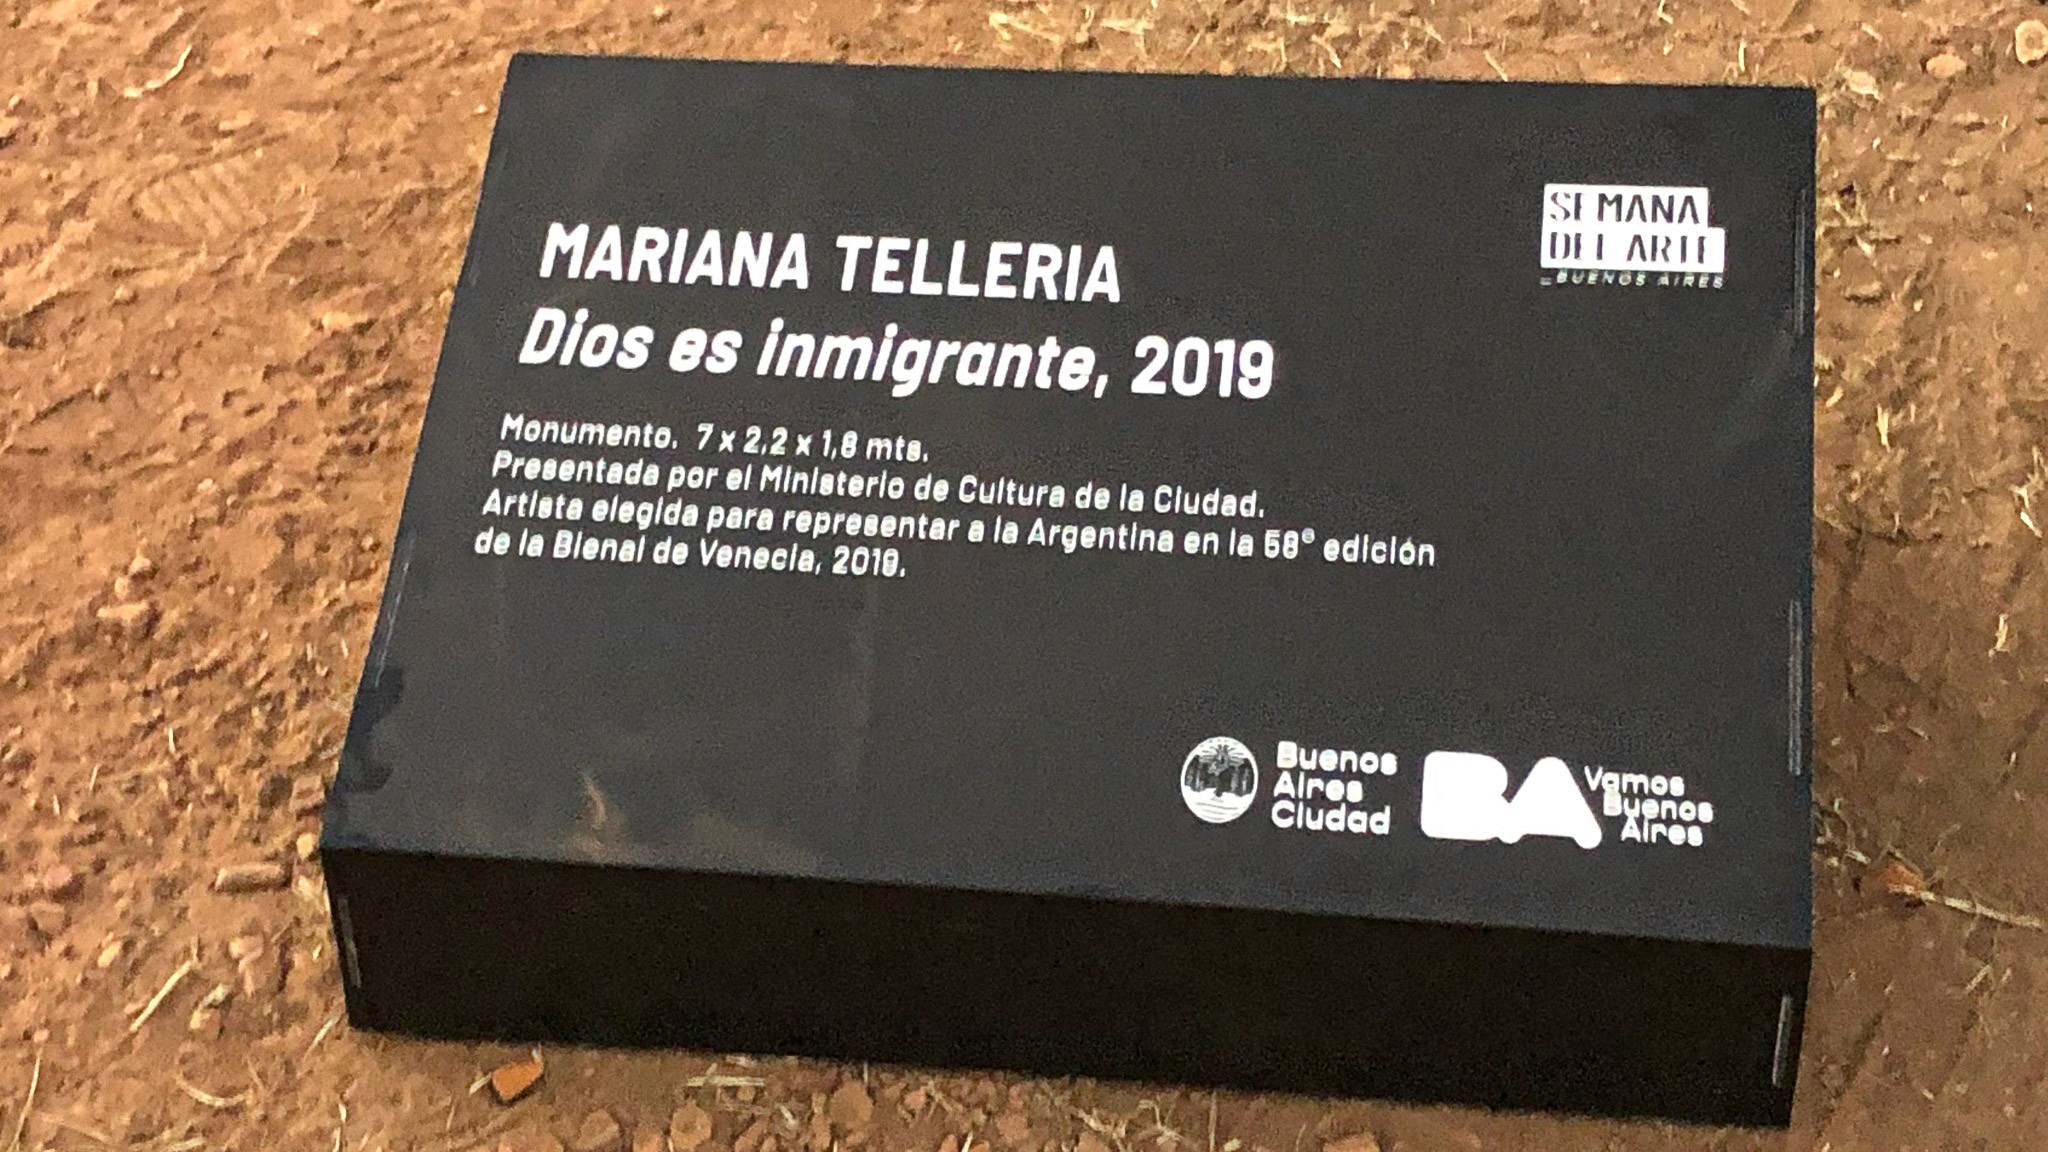 SEMANA
DEL ARTE
_BUENOS AIRES
MARIANA TELLERIA
Dios es inmigrante, 2019
Monumento. 7 x 2,2 x 1,8 mts.
Presentada por el Ministerio de Cultura de la Ciudad.
Artista elegida para representar a la Argentina en la 58° edición
de la Bienal de Venecia, 2019.
Buenos
Aires
Ciudad
BA
Vamos
Buenos
Aires